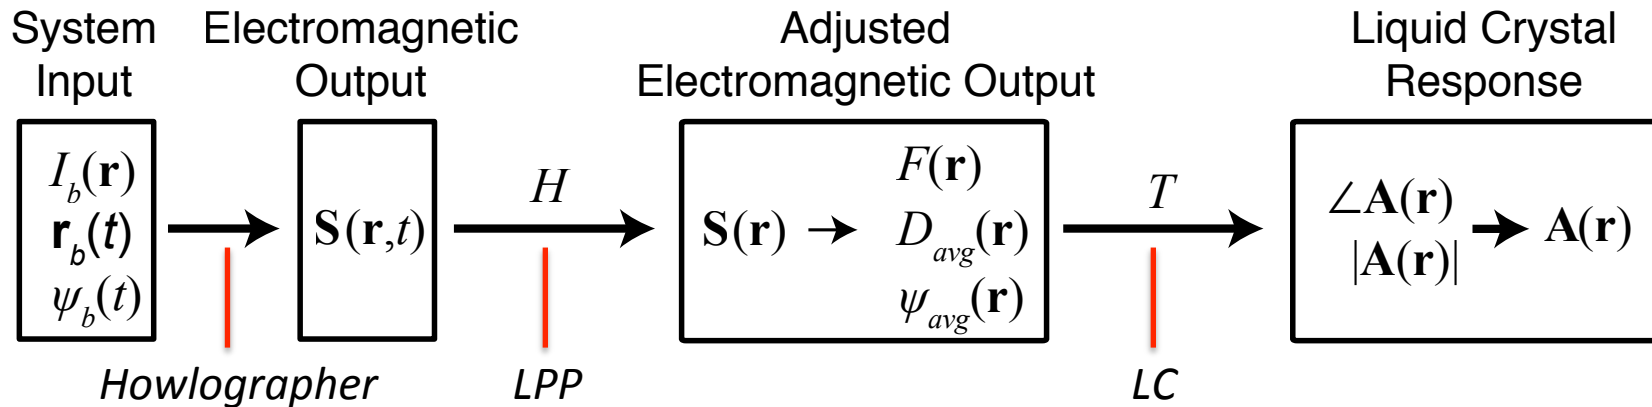 System Input
Electromagnetic Output
Adjusted Electromagnetic Output
Liquid Crystal Response
I_b(r)
r_b(t)
ψ_b(t)
S(r,t)
H
S(r) →
F(r)
D_avg(r)
ψ_avg(r)
T
∠A(r)
|A(r)|
A(r)
Howlographer
LPP
LC